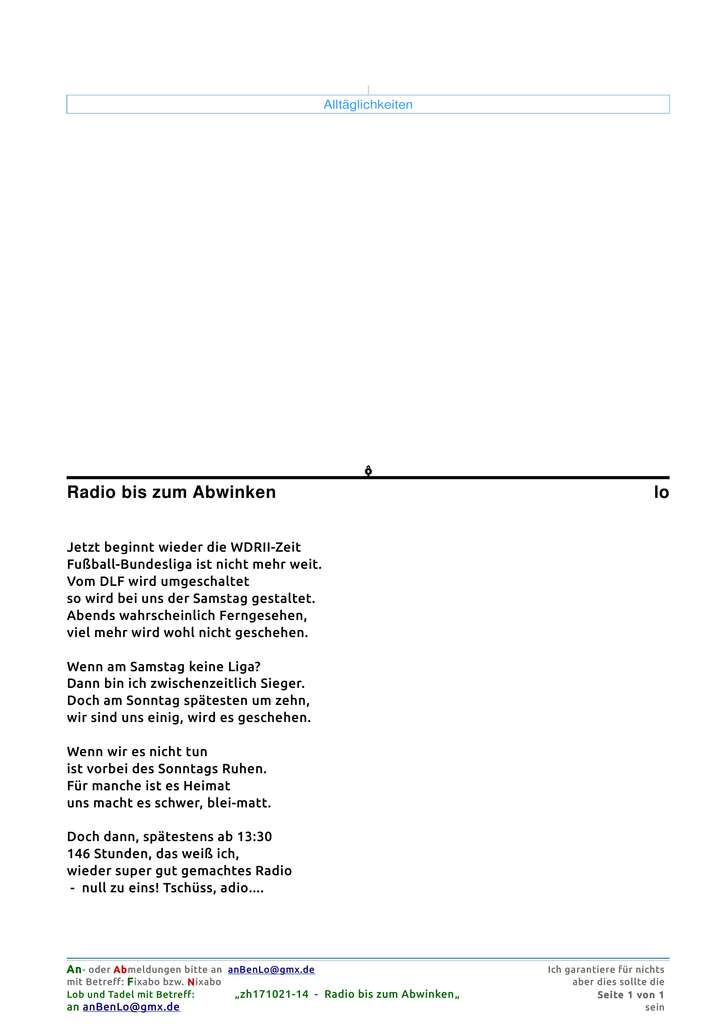 Alltäglichkeiten
ô
Radio bis zum Abwinken lo
Jetzt beginnt wieder die WDRII-Zeit
Fußball-Bundesliga ist nicht mehr weit.
Vom DLF wird umgeschaltet
so wird bei uns der Samstag gestaltet.
Abends wahrscheinlich Ferngesehen,
viel mehr wird wohl nicht geschehen.
Wenn am Samstag keine Liga?
Dann bin ich zwischenzeitlich Sieger.
Doch am Sonntag spätesten um zehn,
wir sind uns einig, wird es geschehen.
Wenn wir es nicht tun
ist vorbei des Sonntags Ruhen.
Für manche ist es Heimat
uns macht es schwer, blei-matt.
Doch dann, spätestens ab 13:30
146 Stunden, das weiß ich,
wieder super gut gemachtes Radio
- null zu eins! Tschüss, adio....
An- oder Abmeldungen bitte an anBenLo@gmx.de
mit Betreff: Fixabo bzw. Nixabo
Lob und Tadel mit Betreff: „zh171021-14 - Radio bis zum Abwinken„
an anBenLo@gmx.de
Ich garantiere für nichts
aber dies sollte die
Seite 1 von 1
sein